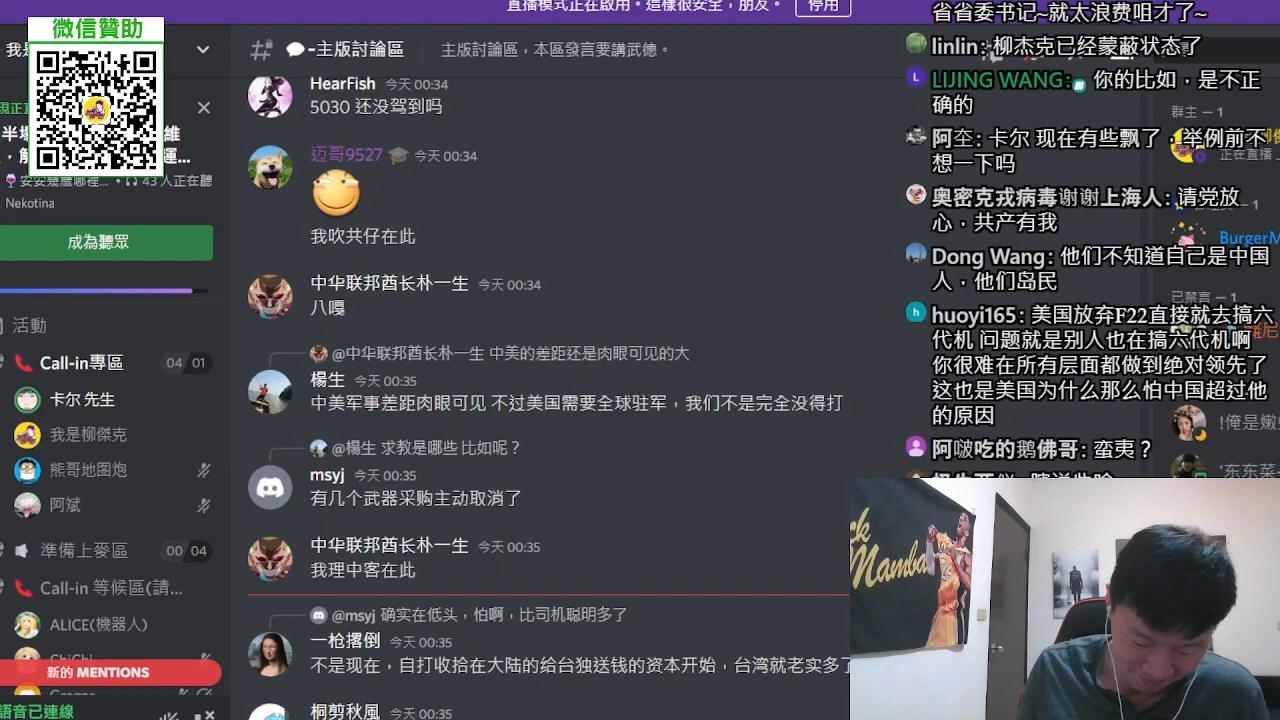 直播模式正在啟用。這樣很安全，朋友。
停用
微信贊助
成為聽眾
43 人正在聽
Nekotina
活動
Call-in專區
04 01
卡尔 先生
我是柳傑克
熊哥地图炮
阿斌
準備上麥區
00 04
Call-in 等候區(請...
ALICE(機器人)
新的 MENTIONS
語音已連線
-主版討論區
主版討論區，本區發言要講武德。
HearFish 今天 00:34
5030 还没驾到吗
迈哥9527 今天 00:34
我吹共仔在此
中华联邦酋长朴一生 今天 00:34
八嘎
@中华联邦酋长朴一生 中美的差距还是肉眼可见的大
楊生 今天 00:35
中美军事差距肉眼可见 不过美国需要全球驻军，我们不是完全没得打
@楊生 求教是哪些 比如呢？
msyj 今天 00:35
有几个武器采购主动取消了
中华联邦酋长朴一生 今天 00:35
我理中客在此
@msyj 确实在低头，怕啊，比司机聪明多了
一枪撂倒 今天 00:35
不是现在，自打收拾在大陆的给台独送钱的资本开始，台湾就老实多了
桐剪秋風 今天 00:35
省省委书记~就太浪费咀才了~
linlin: 柳杰克已经蒙蔽状态了
LIJING WANG: 你的比如，是不正
确的
阿坴: 卡尔 现在有些飘了，举例前不
想一下吗
奥密克戎病毒谢谢上海人: 请党放
心，共产有我
Dong Wang: 他们不知道自己是中国
人，他们岛民
huoyi165: 美国放弃F22直接就去搞六
代机 问题就是别人也在搞六代机啊
你很难在所有层面都做到绝对领先了
这也是美国为什么那么怕中国超过他
的原因
阿啵吃的鹅佛哥: 蛮夷？
群主 — 1
正在直播
BurgerM
已禁言 — 1
Mamba